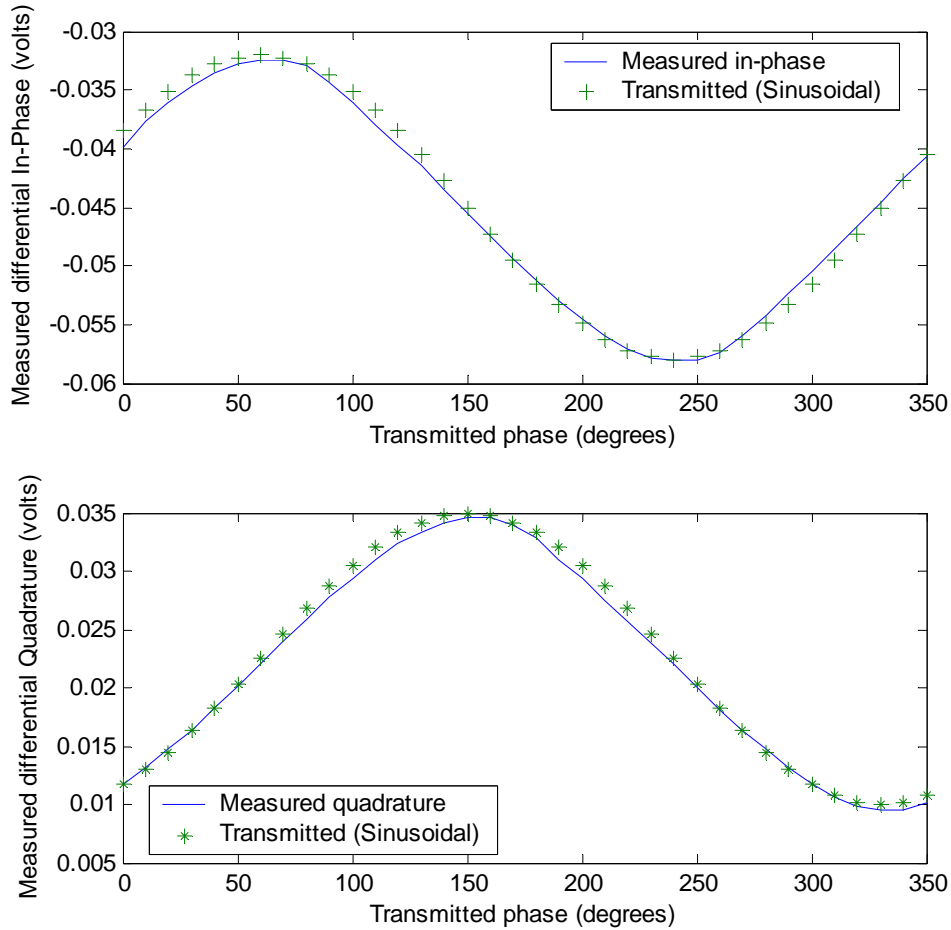 Measured differential In-Phase (volts)
-0.03
-0.035
-0.04
-0.045
-0.05
-0.055
-0.06
Measured in-phase
Transmitted (Sinusoidal)
0 50 100 150 200 250 300 350
Transmitted phase (degrees)
Measured differential Quadrature (volts)
0.035
0.03
0.025
0.02
0.015
0.01
0.005
Measured quadrature
Transmitted (Sinusoidal)
0 50 100 150 200 250 300 350
Transmitted phase (degrees)